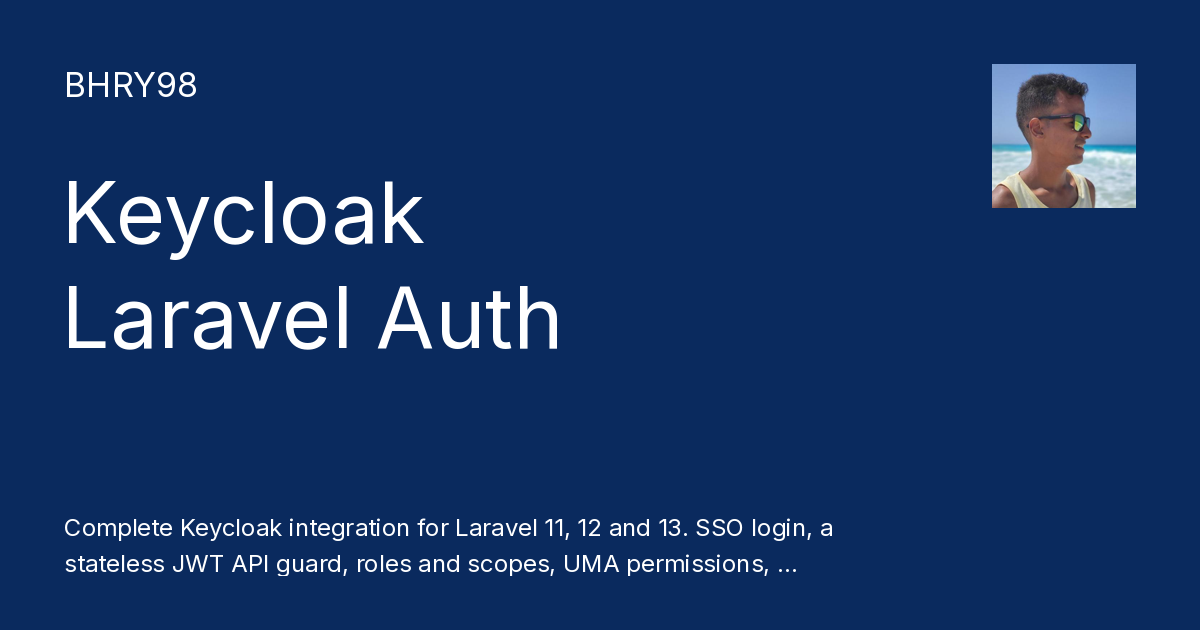 BHRY98
Keycloak
Laravel Auth
Complete Keycloak integration for Laravel 11, 12 and 13. SSO login, a
stateless JWT API guard, roles and scopes, UMA permissions, ...